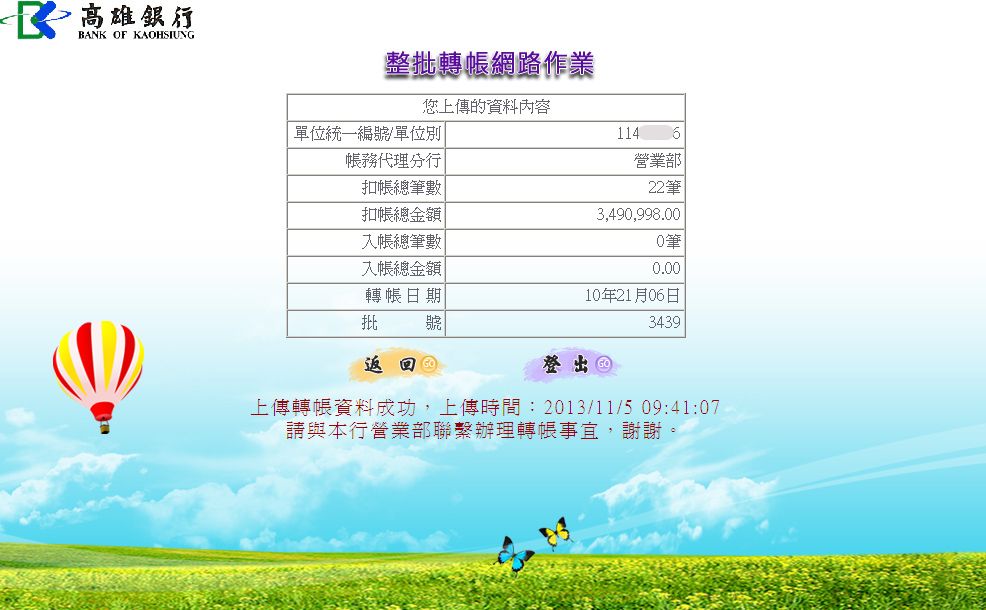 高雄銀行
BANK OF KAOHSIUNG
整批轉帳網路作業
您上傳的資料內容
單位統一編號/單位別 114 6
帳務代理分行 營業部
扣帳總筆數 22筆
扣帳總金額 3,490,998.00
入帳總筆數 0筆
入帳總金額 0.00
轉 帳 日 期 10年21月06日
批 號 3439
返 回 GO 登 出 GO
上傳轉帳資料成功，上傳時間：2013/11/5 09:41:07
請與本行營業部聯繫辦理轉帳事宜，謝謝。